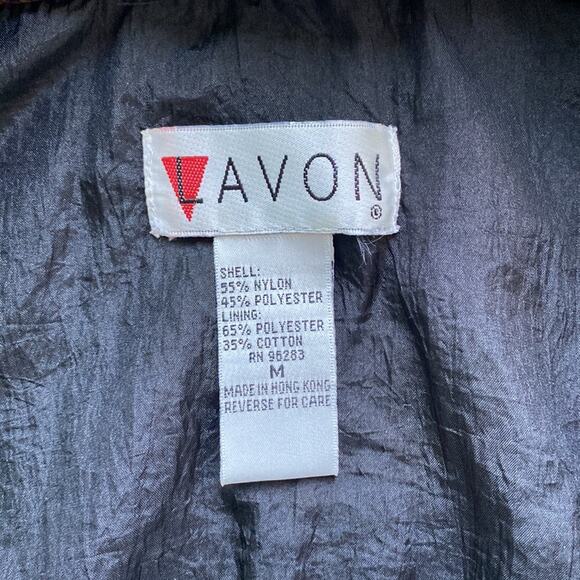 LAVON
©
SHELL:
55% NYLON
45% POLYESTER
LINING:
65% POLYESTER
35% COTTON
RN 96283
M
MADE IN HONG KONG
REVERSE FOR CARE